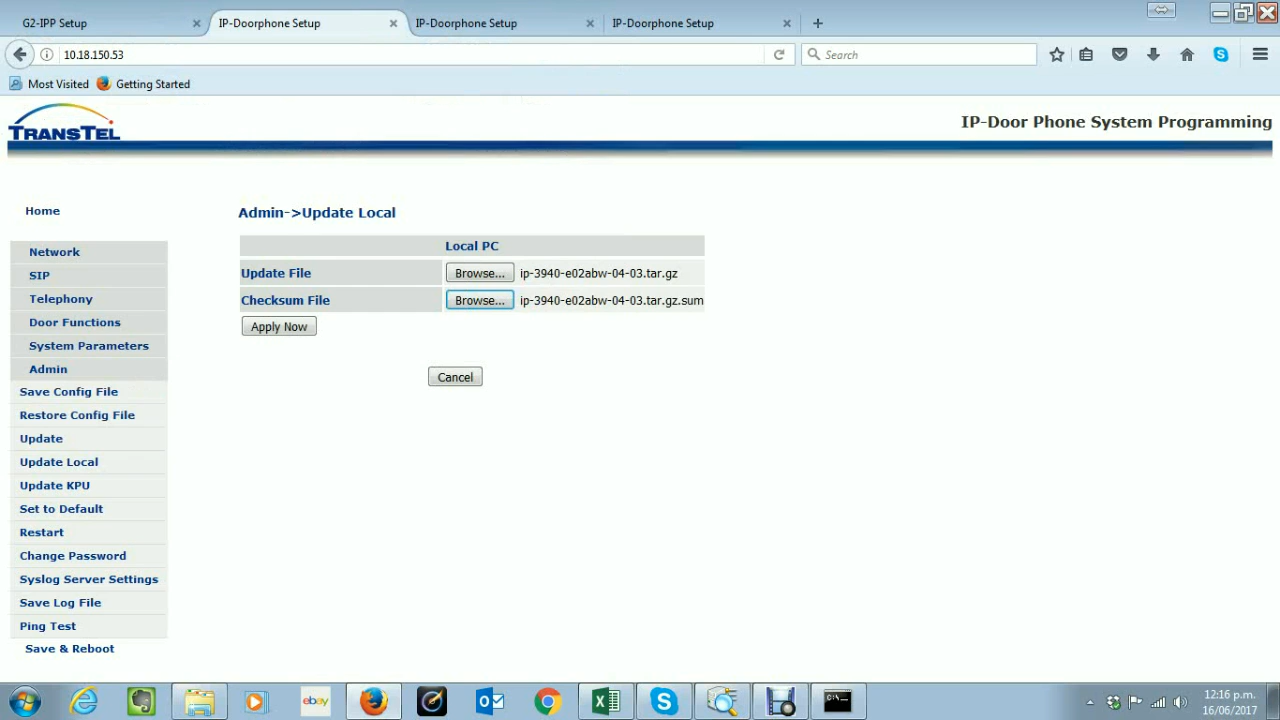 G2-IPP Setup
IP-Doorphone Setup
IP-Doorphone Setup
IP-Doorphone Setup
10.18.150.53
Search
Most Visited
Getting Started
TRANSTEL
IP-Door Phone System Programming
Home
Network
SIP
Telephony
Door Functions
System Parameters
Admin
Save Config File
Restore Config File
Update
Update Local
Update KPU
Set to Default
Restart
Change Password
Syslog Server Settings
Save Log File
Ping Test
Save & Reboot
Admin->Update Local
Local PC
Update File Browse... ip-3940-e02abw-04-03.tar.gz
Checksum File Browse... ip-3940-e02abw-04-03.tar.gz.sum
Apply Now
Cancel
ebay
12:16 p.m.
16/06/2017